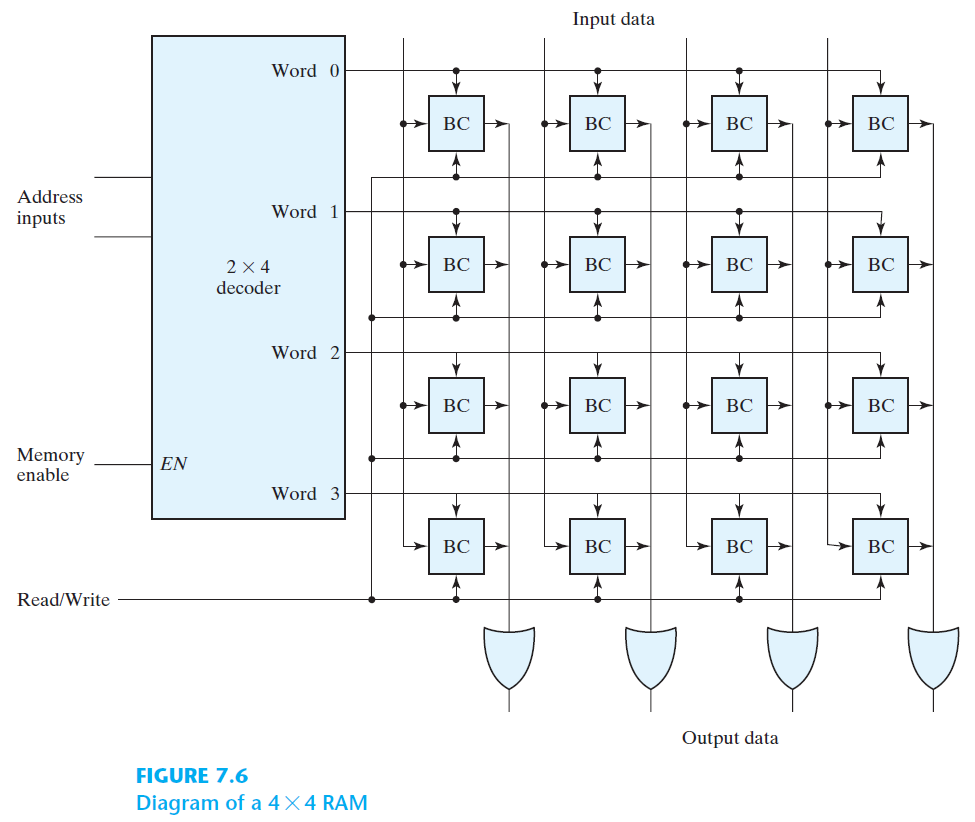 Input data
Word 0
BC BC BC BC
Address
inputs
Word 1
2 × 4
decoder
BC BC BC BC
Word 2
BC BC BC BC
Memory
enable
EN
Word 3
BC BC BC BC
Read/Write
Output data
FIGURE 7.6
Diagram of a 4 × 4 RAM